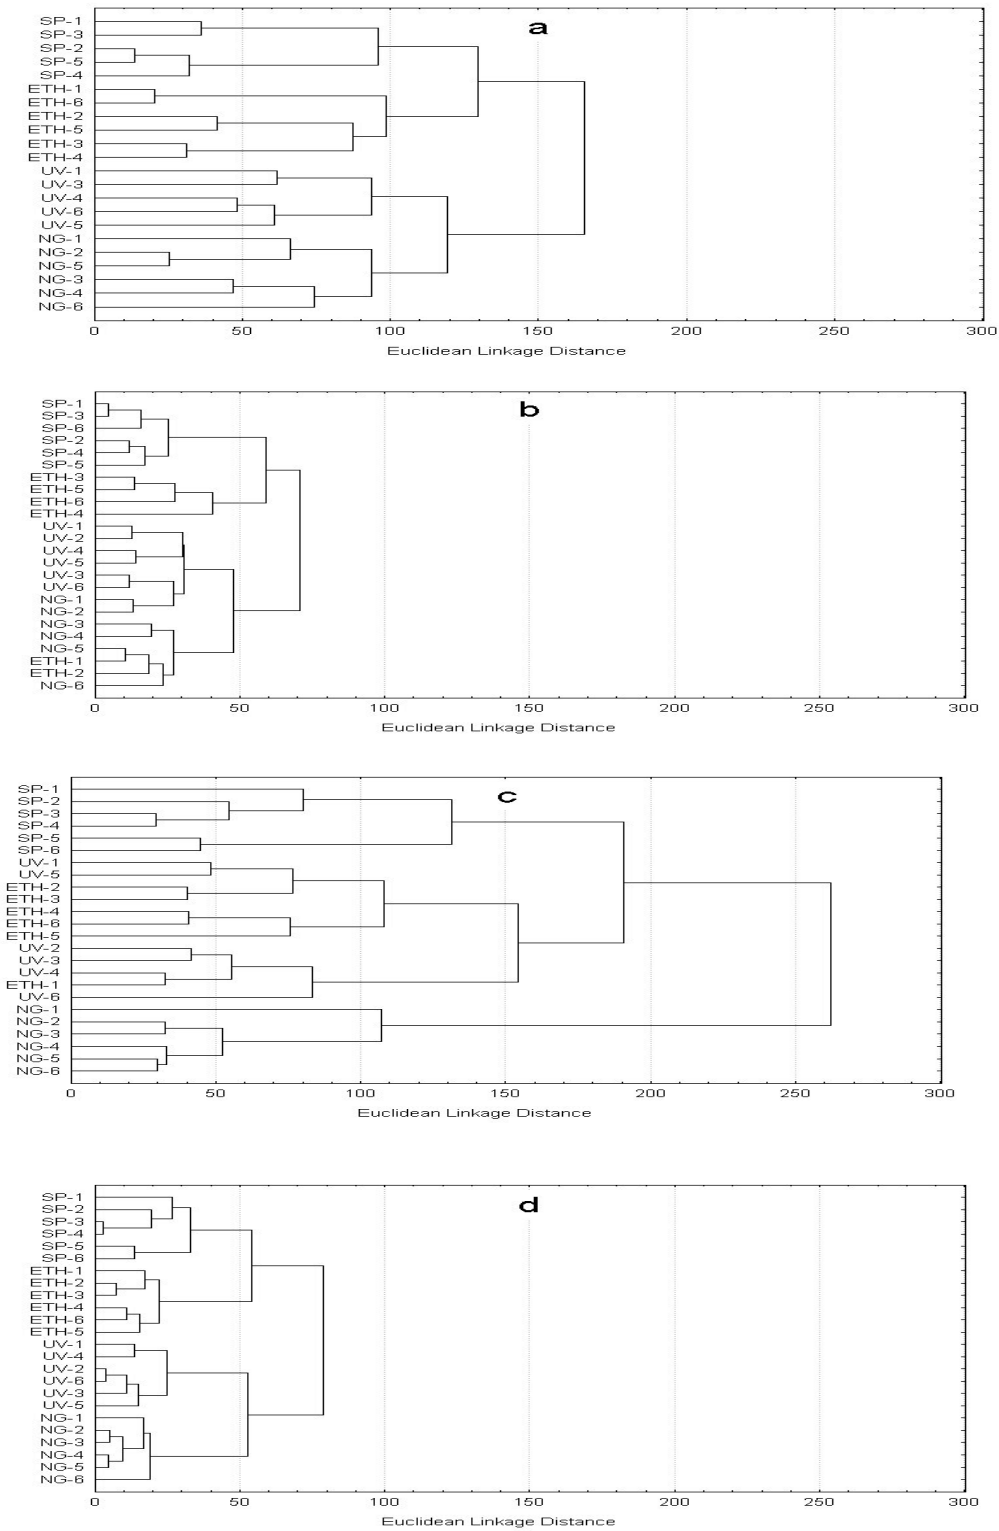 a
SP-1
SP-3
SP-2
SP-5
SP-4
ETH-1
ETH-6
ETH-2
ETH-5
ETH-3
ETH-4
UV-1
UV-3
UV-4
UV-6
UV-5
NG-1
NG-2
NG-5
NG-3
NG-4
NG-6
0 50 100 150 200 250 300
Euclidean Linkage Distance
b
SP-1
SP-3
SP-6
SP-2
SP-4
SP-5
ETH-3
ETH-5
ETH-6
ETH-4
UV-1
UV-2
UV-4
UV-5
UV-3
UV-6
NG-1
NG-2
NG-3
NG-4
NG-5
ETH-1
ETH-2
NG-6
0 50 100 150 200 250 300
Euclidean Linkage Distance
c
SP-1
SP-2
SP-3
SP-4
SP-5
SP-6
UV-1
UV-5
ETH-2
ETH-3
ETH-4
ETH-6
ETH-5
UV-2
UV-3
UV-4
ETH-1
UV-6
NG-1
NG-2
NG-3
NG-4
NG-5
NG-6
0 50 100 150 200 250 300
Euclidean Linkage Distance
d
SP-1
SP-2
SP-3
SP-4
SP-5
SP-6
ETH-1
ETH-2
ETH-3
ETH-4
ETH-6
ETH-5
UV-1
UV-4
UV-2
UV-6
UV-3
UV-5
NG-1
NG-2
NG-3
NG-4
NG-5
NG-6
0 50 100 150 200 250 300
Euclidean Linkage Distance